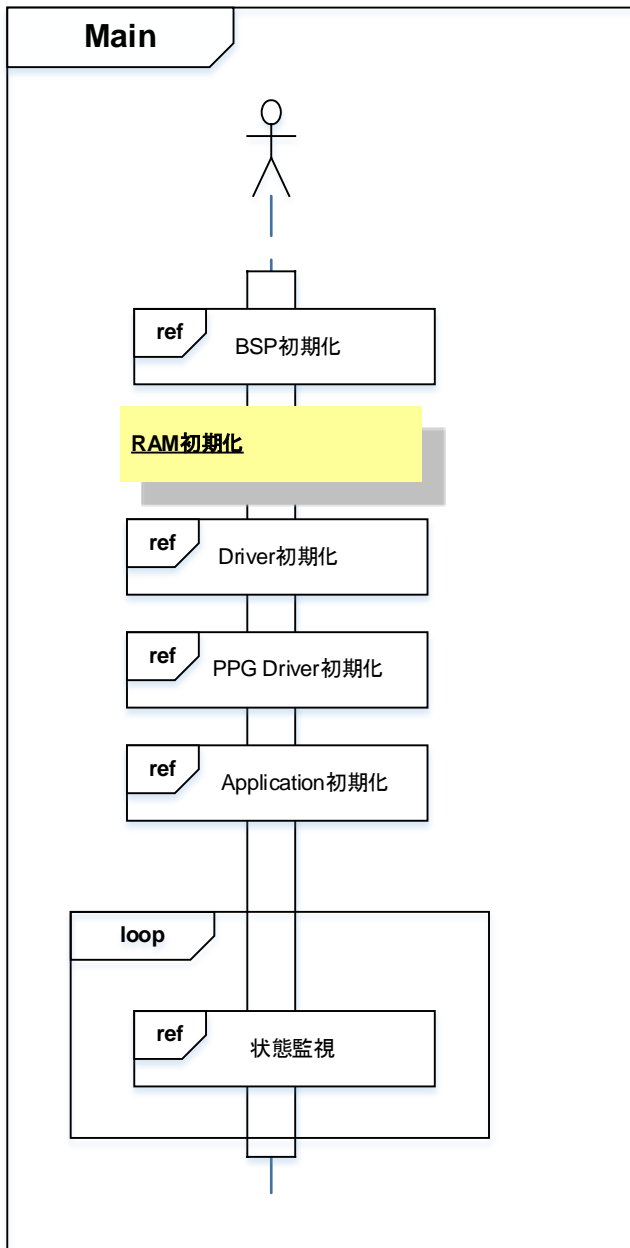 Main
ref
BSP初期化
RAM初期化
ref
Driver初期化
ref
PPG Driver初期化
ref
Application初期化
loop
ref
状態監視